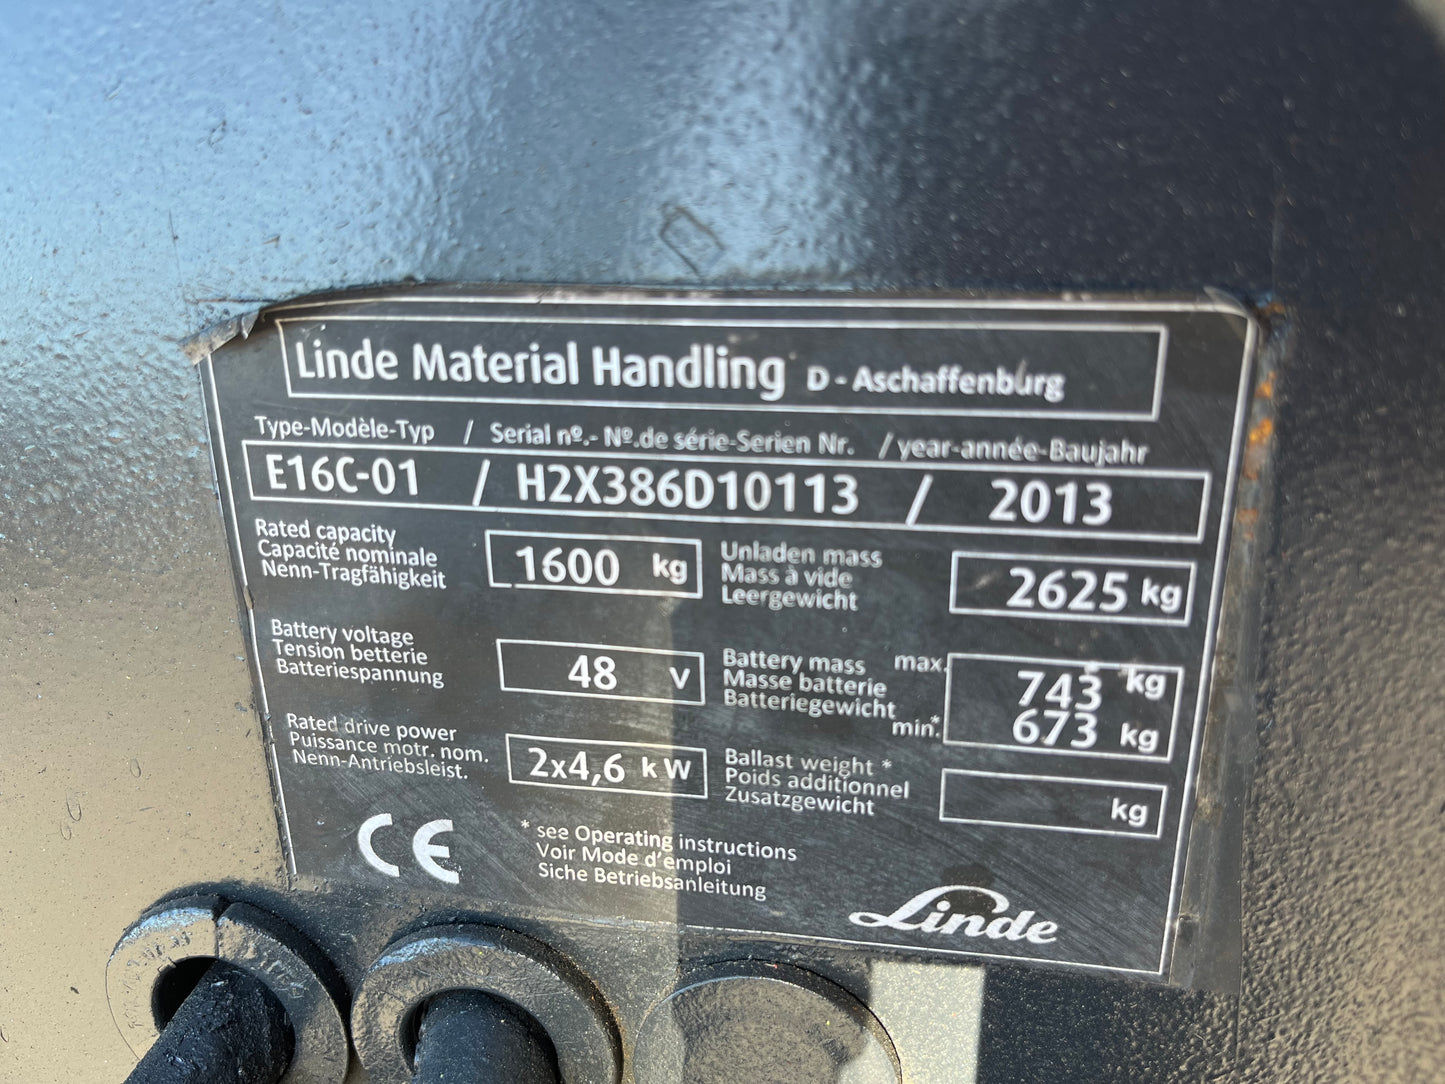 Linde Material Handling D - Aschaffenburg
Type-Modèle-Typ / Serial nº.- Nº.de série-Serien Nr. / year-année-Baujahr
E16C-01 / H2X386D10113 / 2013
Rated capacity
Capacité nominale
Nenn-Tragfähigkeit
1600 kg
Unladen mass
Mass à vide
Leergewicht
2625 kg
Battery voltage
Tension betterie
Batteriespannung
48 V
Battery mass max.
Masse batterie
Batteriegewicht
min.*
743 kg
673 kg
Rated drive power
Puissance motr. nom.
Nenn-Antriebsleist.
2x4,6 kW
Ballast weight *
Poids additionnel
Zusatzgewicht
kg
CE
* see Operating instructions
Voir Mode d'emploi
Siche Betriebsanleitung
Linde